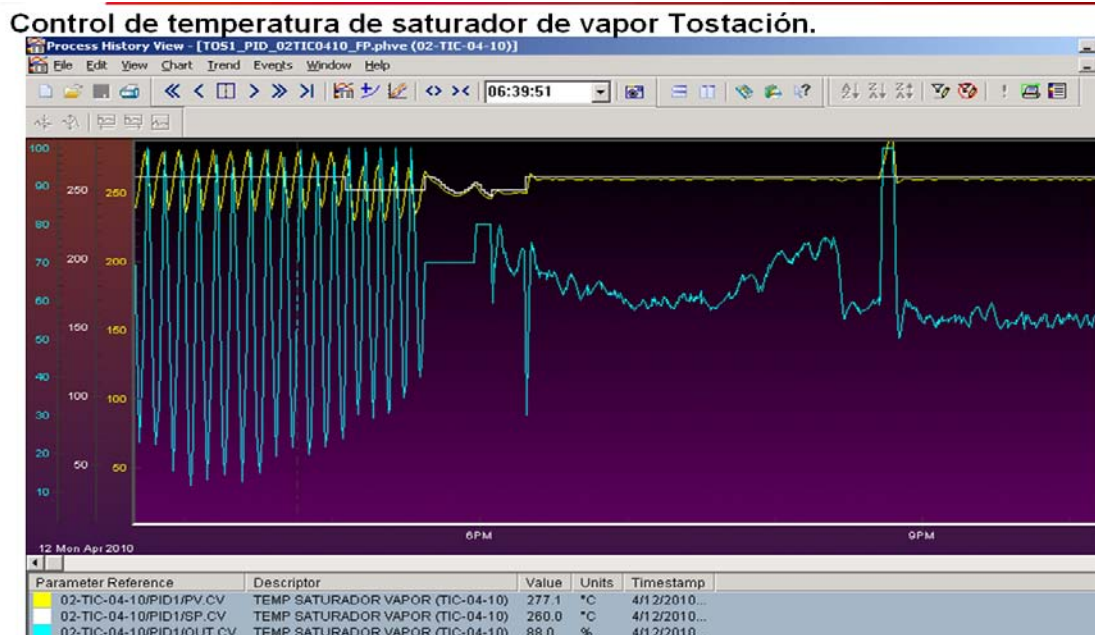 Control de temperatura de saturador de vapor Tostación.
Process History View - [TOS1_PID_02TIC0410_FP.phve (02-TIC-04-10)]
File Edit View Chart Trend Events Window Help
06:39:51
100
90
80
70
60
50
40
30
20
10
250
200
150
100
50
250
200
150
100
50
6PM
9PM
12 Mon Apr 2010
Parameter Reference Descriptor Value Units Timestamp
02-TIC-04-10/PID1/PV.CV TEMP SATURADOR VAPOR (TIC-04-10) 277.1 °C 4/12/2010...
02-TIC-04-10/PID1/SP.CV TEMP SATURADOR VAPOR (TIC-04-10) 260.0 °C 4/12/2010...
02-TIC-04-10/PID1/OUT.CV TEMP SATURADOR VAPOR (TIC-04-10) 88.0 % 4/12/2010...